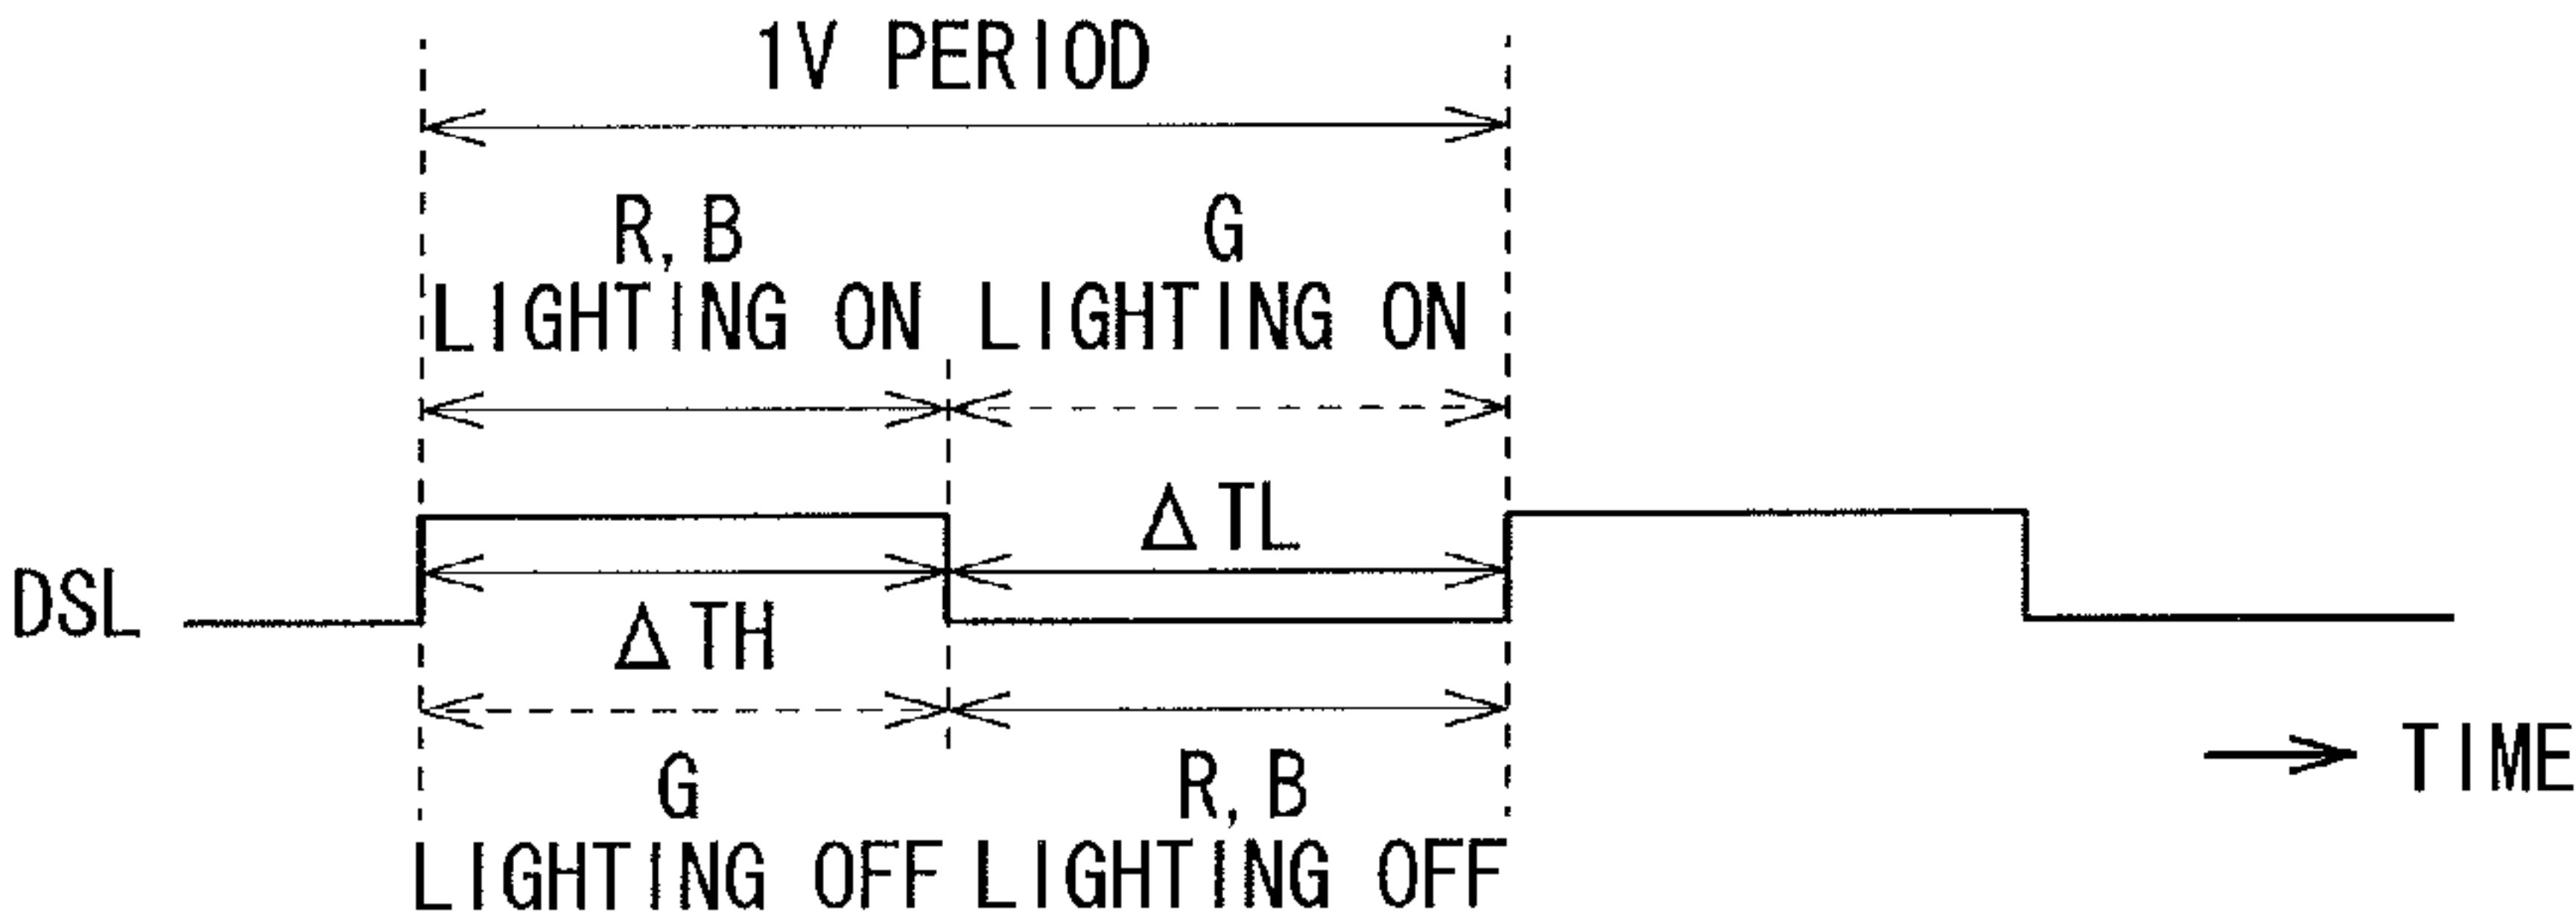 1V PERIOD
R, B G
LIGHTING ON LIGHTING ON
ΔTL
DSL
ΔTH
G R, B
TIME
LIGHTING OFF LIGHTING OFF